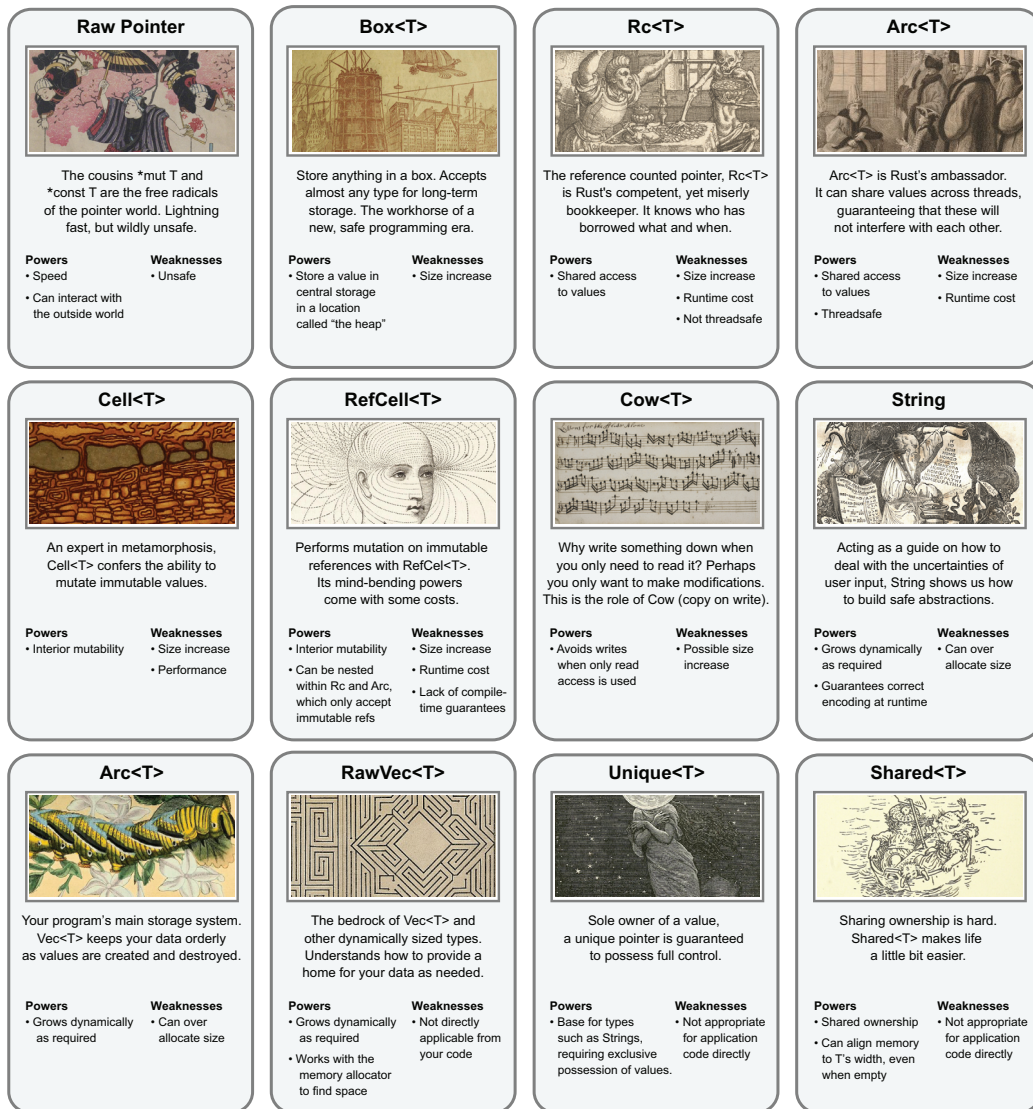 Raw Pointer
The cousins *mut T and
*const T are the free radicals
of the pointer world. Lightning
fast, but wildly unsafe.
Powers
• Speed
• Can interact with
the outside world
Weaknesses
• Unsafe
Box<T>
Store anything in a box. Accepts
almost any type for long-term
storage. The workhorse of a
new, safe programming era.
Powers
• Store a value in
central storage
in a location
called “the heap”
Weaknesses
• Size increase
Rc<T>
The reference counted pointer, Rc<T>
is Rust's competent, yet miserly
bookkeeper. It knows who has
borrowed what and when.
Powers
• Shared access
to values
Weaknesses
• Size increase
• Runtime cost
• Not threadsafe
Arc<T>
Arc<T> is Rust’s ambassador.
It can share values across threads,
guaranteeing that these will
not interfere with each other.
Powers
• Shared access
to values
• Threadsafe
Weaknesses
• Size increase
• Runtime cost
Cell<T>
An expert in metamorphosis,
Cell<T> confers the ability to
mutate immutable values.
Powers
• Interior mutability
Weaknesses
• Size increase
• Performance
RefCell<T>
Performs mutation on immutable
references with RefCel<T>.
Its mind-bending powers
come with some costs.
Powers
• Interior mutability
• Can be nested
within Rc and Arc,
which only accept
immutable refs
Weaknesses
• Size increase
• Runtime cost
• Lack of compile-
time guarantees
Cow<T>
Why write something down when
you only need to read it? Perhaps
you only want to make modifications.
This is the role of Cow (copy on write).
Powers
• Avoids writes
when only read
access is used
Weaknesses
• Possible size
increase
String
Acting as a guide on how to
deal with the uncertainties of
user input, String shows us how
to build safe abstractions.
Powers
• Grows dynamically
as required
• Guarantees correct
encoding at runtime
Weaknesses
• Can over
allocate size
Arc<T>
Your program’s main storage system.
Vec<T> keeps your data orderly
as values are created and destroyed.
Powers
• Grows dynamically
as required
Weaknesses
• Can over
allocate size
RawVec<T>
The bedrock of Vec<T> and
other dynamically sized types.
Understands how to provide a
home for your data as needed.
Powers
• Grows dynamically
as required
• Works with the
memory allocator
to find space
Weaknesses
• Not directly
applicable from
your code
Unique<T>
Sole owner of a value,
a unique pointer is guaranteed
to possess full control.
Powers
• Base for types
such as Strings,
requiring exclusive
possession of values.
Weaknesses
• Not appropriate
for application
code directly
Shared<T>
Sharing ownership is hard.
Shared<T> makes life
a little bit easier.
Powers
• Shared ownership
• Can align memory
to T’s width, even
when empty
Weaknesses
• Not appropriate
for application
code directly